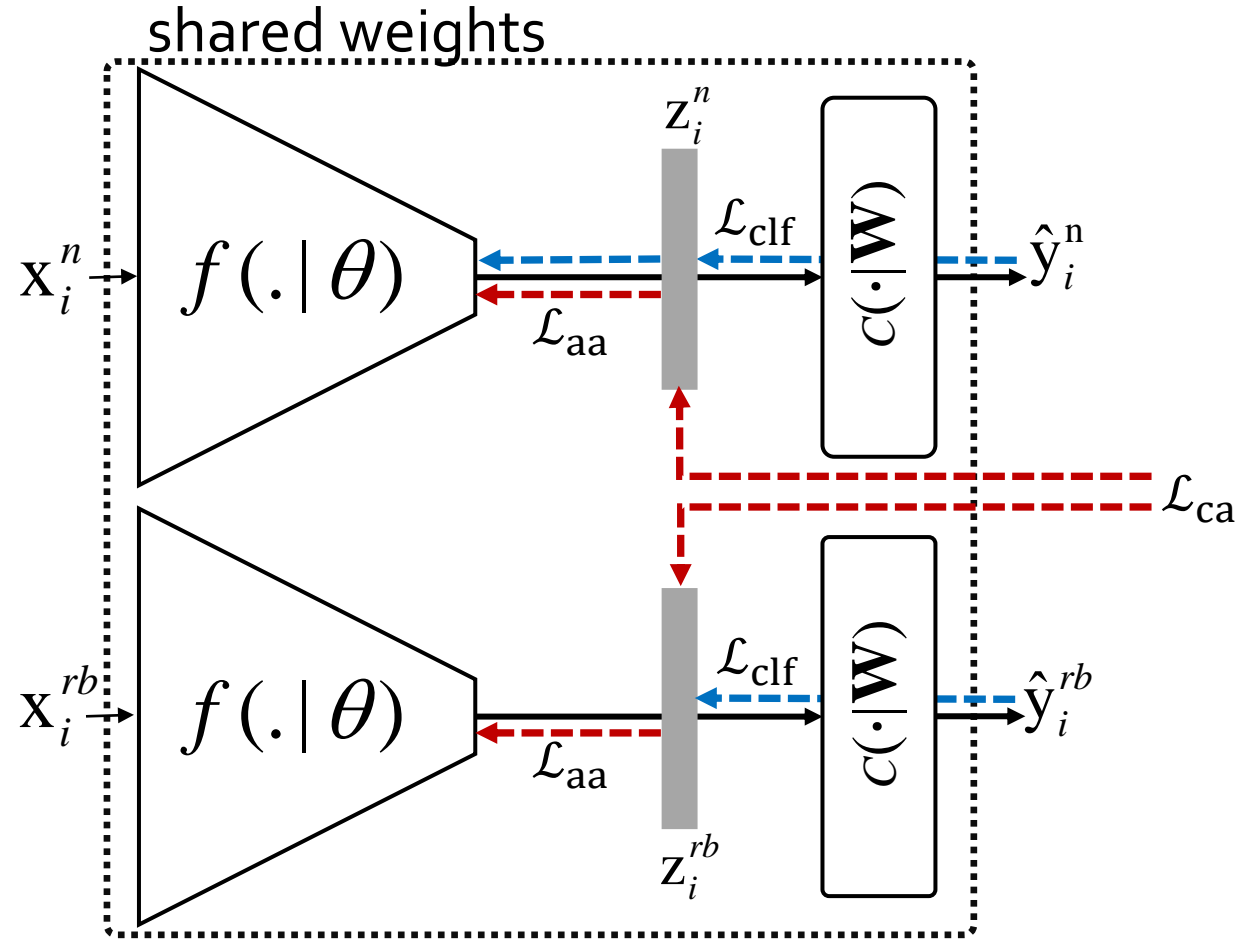 shared weights
z_i^n
ℒ_clf
x_i^n
f(.|θ)
C(·|W)
ŷ_i^n
ℒ_aa
ℒ_ca
x_i^{rb}
f(.|θ)
ℒ_clf
C(·|W)
ŷ_i^{rb}
ℒ_aa
z_i^{rb}